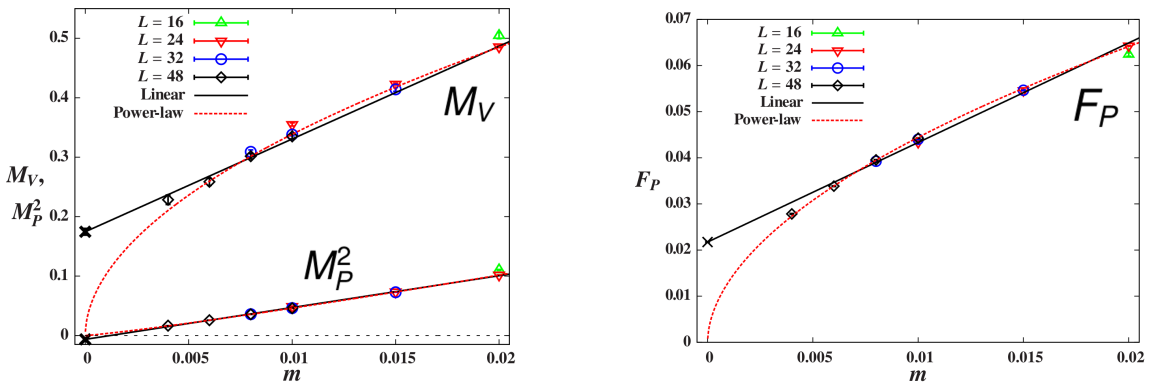 L = 16
L = 24
L = 32
L = 48
Linear
Power-law
M_V
M_P^2
M_V,
M_P^2
0.5
0.4
0.3
0.2
0.1
0
0 0.005 0.01 0.015 0.02
m
L = 16
L = 24
L = 32
L = 48
Linear
Power-law
F_P
F_P
0.07
0.06
0.05
0.04
0.03
0.02
0.01
0
0 0.005 0.01 0.015 0.02
m